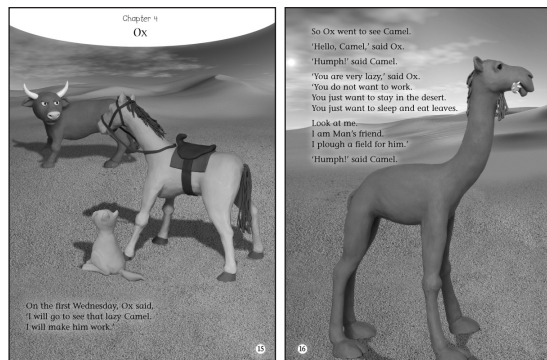 Chapter 4
Ox
On the first Wednesday, Ox said,
'I will go to see that lazy Camel.
I will make him work.'
15
So Ox went to see Camel.
'Hello, Camel,' said Ox.
'Humph!' said Camel.
'You are very lazy,' said Ox.
'You do not want to work.
You just want to stay in the desert.
You just want to sleep and eat leaves.
Look at me.
I am Man's friend.
I plough a field for him.'
'Humph!' said Camel.
16